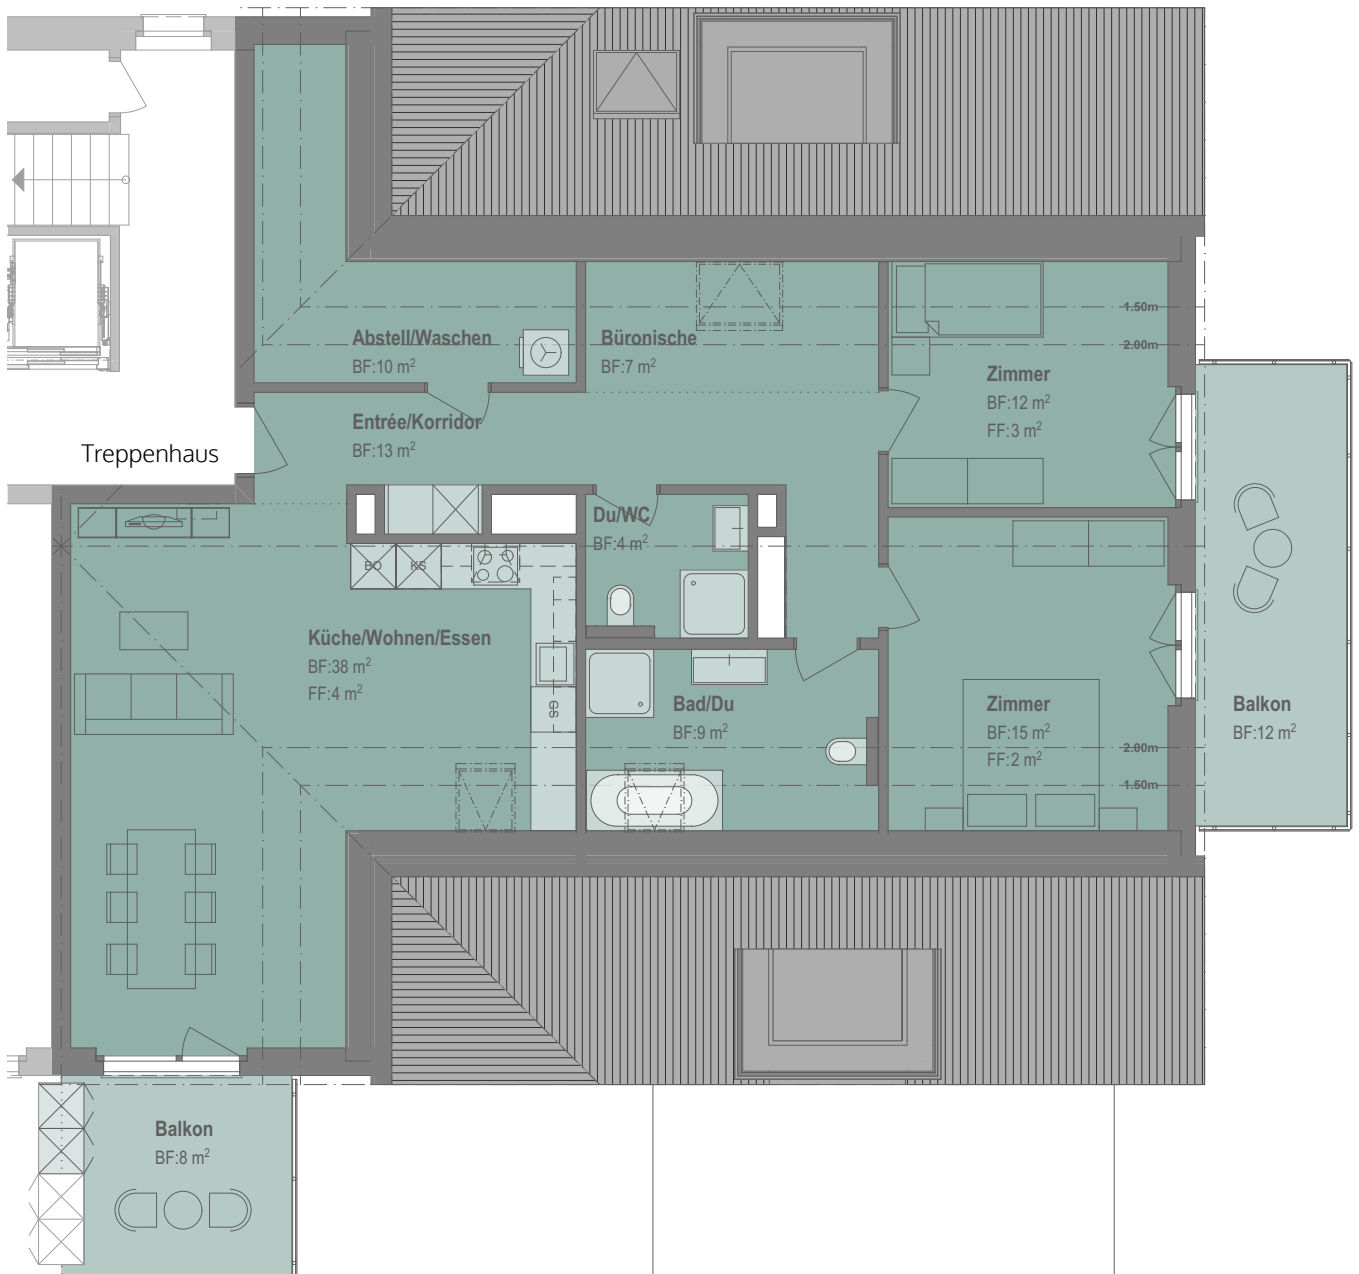 Abstell/Waschen
BF:10 m²
Büronische
BF:7 m²
1.50m
2.00m
Zimmer
BF:12 m²
FF:3 m²
Entrée/Korridor
BF:13 m²
Treppenhaus
Du/WC
BF:4 m²
BO
KS
Küche/Wohnen/Essen
BF:38 m²
FF:4 m²
GS
Bad/Du
BF:9 m²
Zimmer
BF:15 m²
FF:2 m²
2.00m
1.50m
Balkon
BF:12 m²
Balkon
BF:8 m²